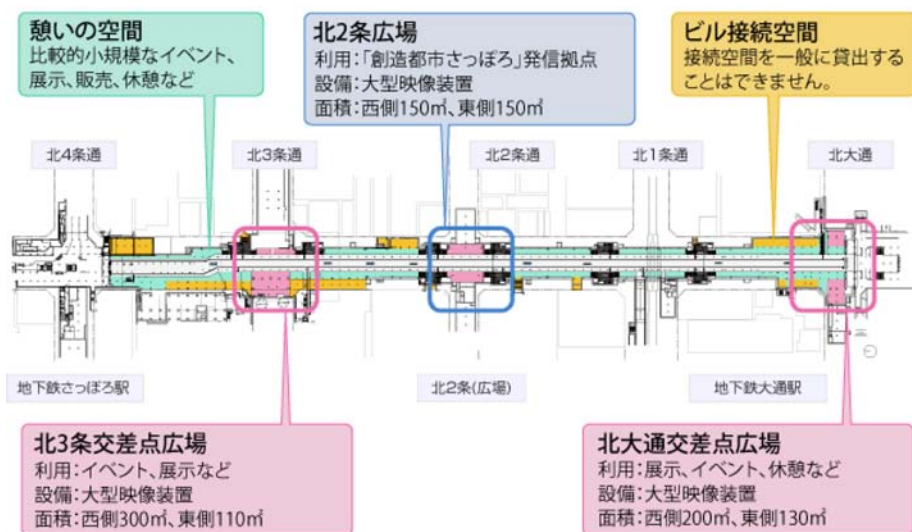 憩いの空間
比較的小規模なイベント、
展示、販売、休憩など
北2条広場
利用：「創造都市さっぽろ」発信拠点
設備：大型映像装置
面積：西側150㎡、東側150㎡
ビル接続空間
接続空間を一般に貸出する
ことはできません。
北4条通
北3条通
北2条通
北1条通
北大通
地下鉄さっぽろ駅
北2条(広場)
地下鉄大通駅
北3条交差点広場
利用：イベント、展示など
設備：大型映像装置
面積：西側300㎡、東側110㎡
北大通交差点広場
利用：展示、イベント、休憩など
設備：大型映像装置
面積：西側200㎡、東側130㎡